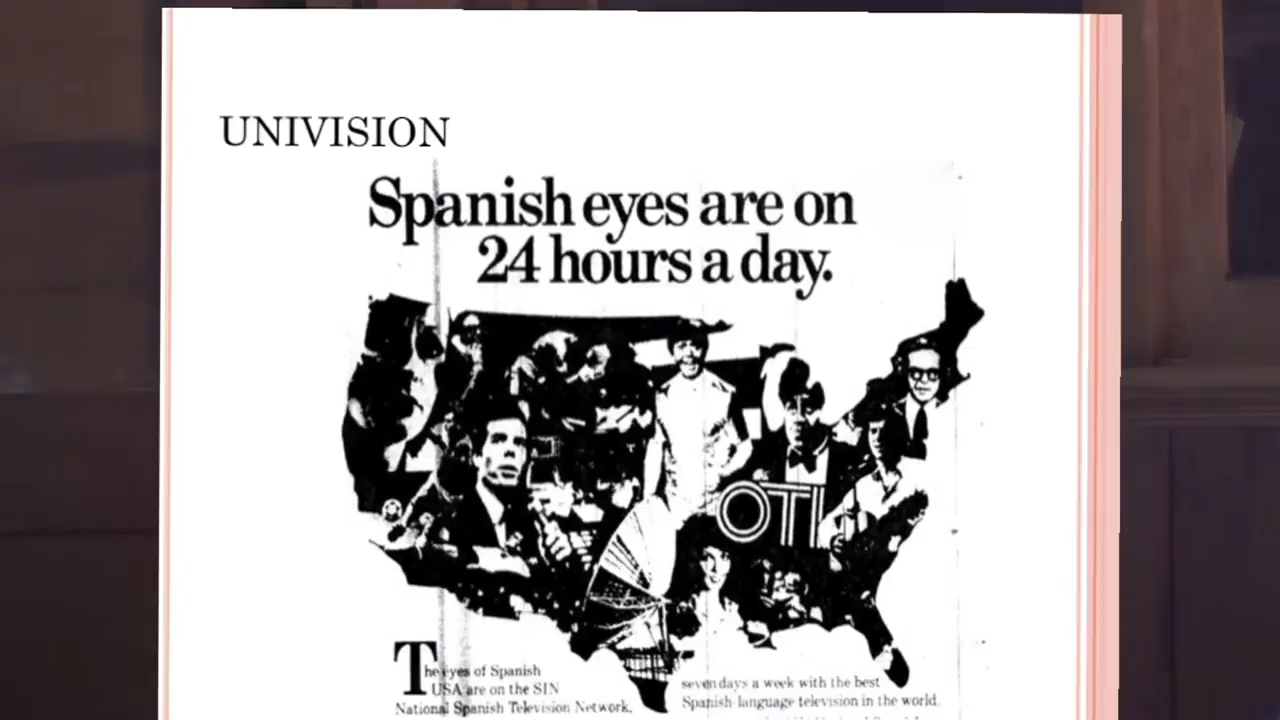 UNIVISION
Spanish eyes are on
24 hours a day.
OTI
The eyes of Spanish
USA are on the SIN
National Spanish Television Network,
seven days a week with the best
Spanish-language television in the world.